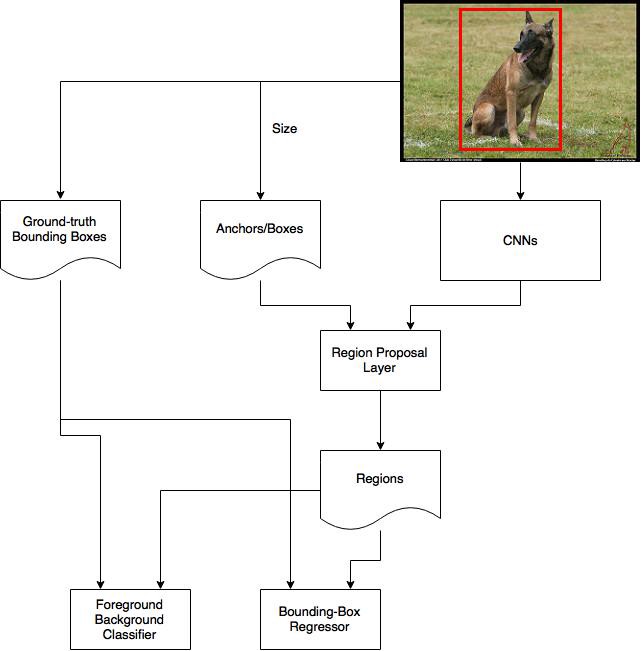 Size
Ground-truth
Bounding Boxes
Anchors/Boxes
CNNs
Region Proposal
Layer
Regions
Foreground
Background
Classifier
Bounding-Box
Regressor